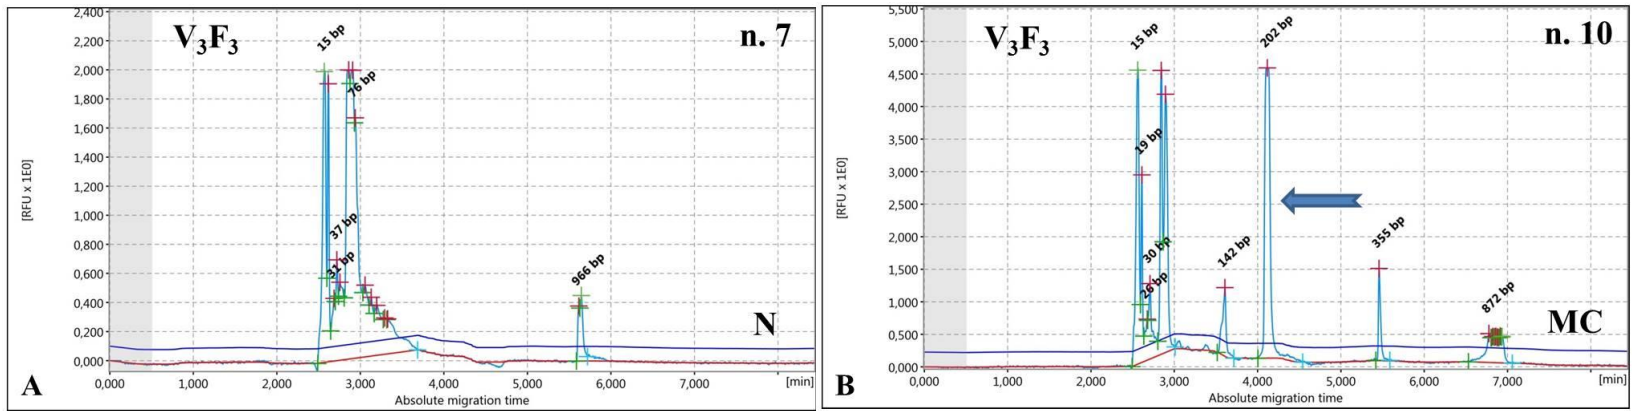 V₃F₃
n. 7
15 bp
76 bp
37 bp
31 bp
966 bp
2,400
2,200
2,000
1,800
1,600
1,400
1,200
1,000
0,800
0,600
0,400
0,200
0,000
[RFU x 1E0]
N
A
0,000 1,000 2,000 3,000 4,000 5,000 6,000 7,000 [min]
Absolute migration time
V₃F₃
n. 10
15 bp
202 bp
19 bp
30 bp
26 bp
142 bp
355 bp
872 bp
5,500
5,000
4,500
4,000
3,500
3,000
2,500
2,000
1,500
1,000
0,500
0,000
[RFU x 1E0]
MC
B
0,000 1,000 2,000 3,000 4,000 5,000 6,000 7,000 [min]
Absolute migration time